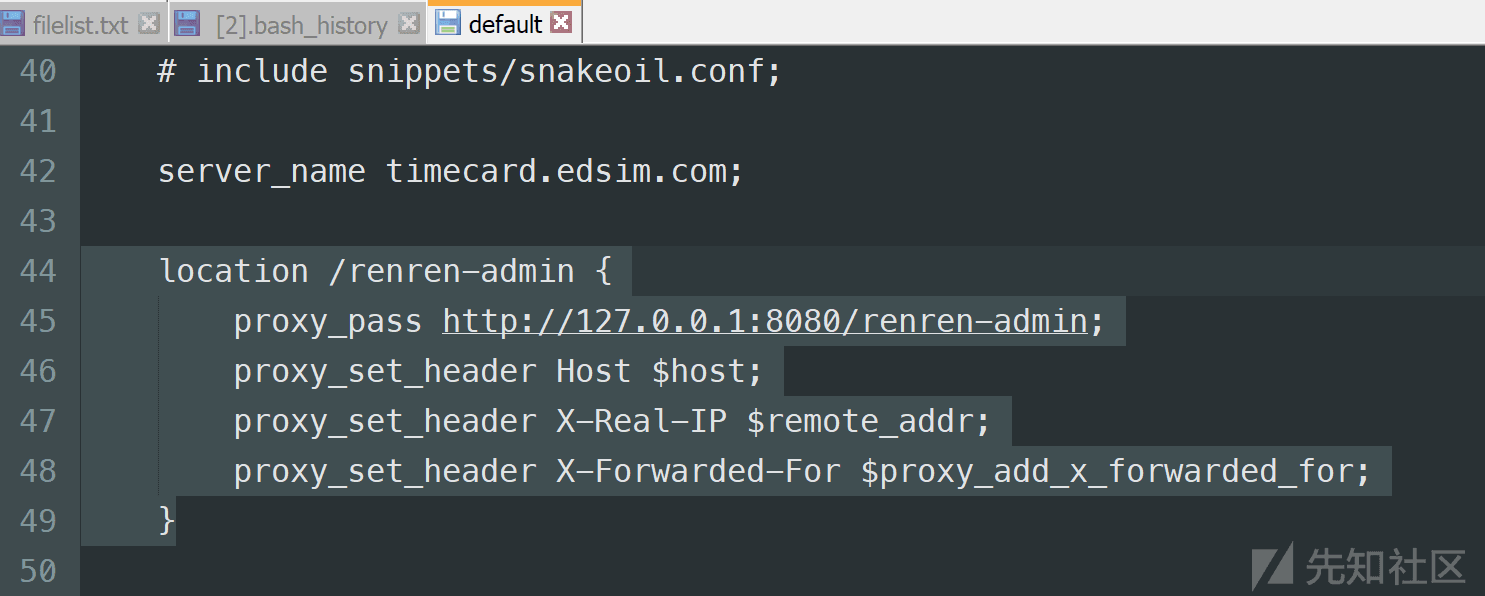 filelist.txt [2].bash_history default
40 # include snippets/snakeoil.conf;
41
42 server_name timecard.edsim.com;
43
44 location /renren-admin {
45 proxy_pass http://127.0.0.1:8080/renren-admin;
46 proxy_set_header Host $host;
47 proxy_set_header X-Real-IP $remote_addr;
48 proxy_set_header X-Forwarded-For $proxy_add_x_forwarded_for;
49 }
50
先知社区